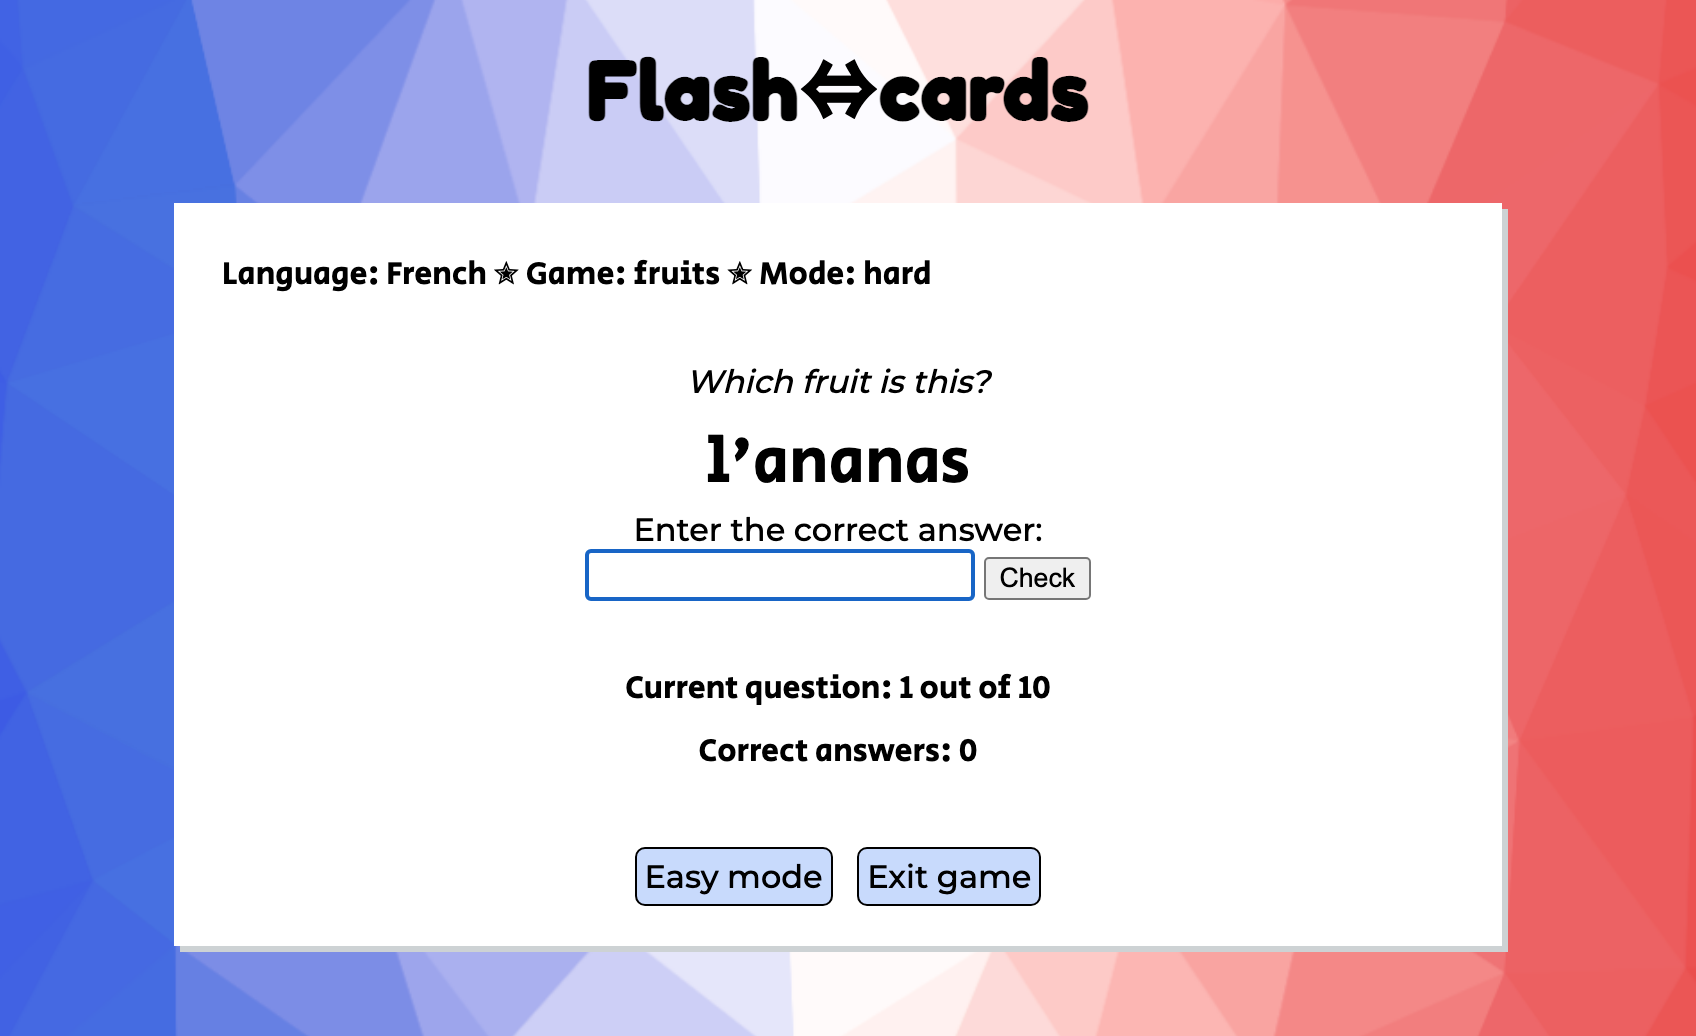 Flash⇔cards
Language: French ✭ Game: fruits ✭ Mode: hard
Which fruit is this?
l’ananas
Enter the correct answer:
Check
Current question: 1 out of 10
Correct answers: 0
Easy mode Exit game